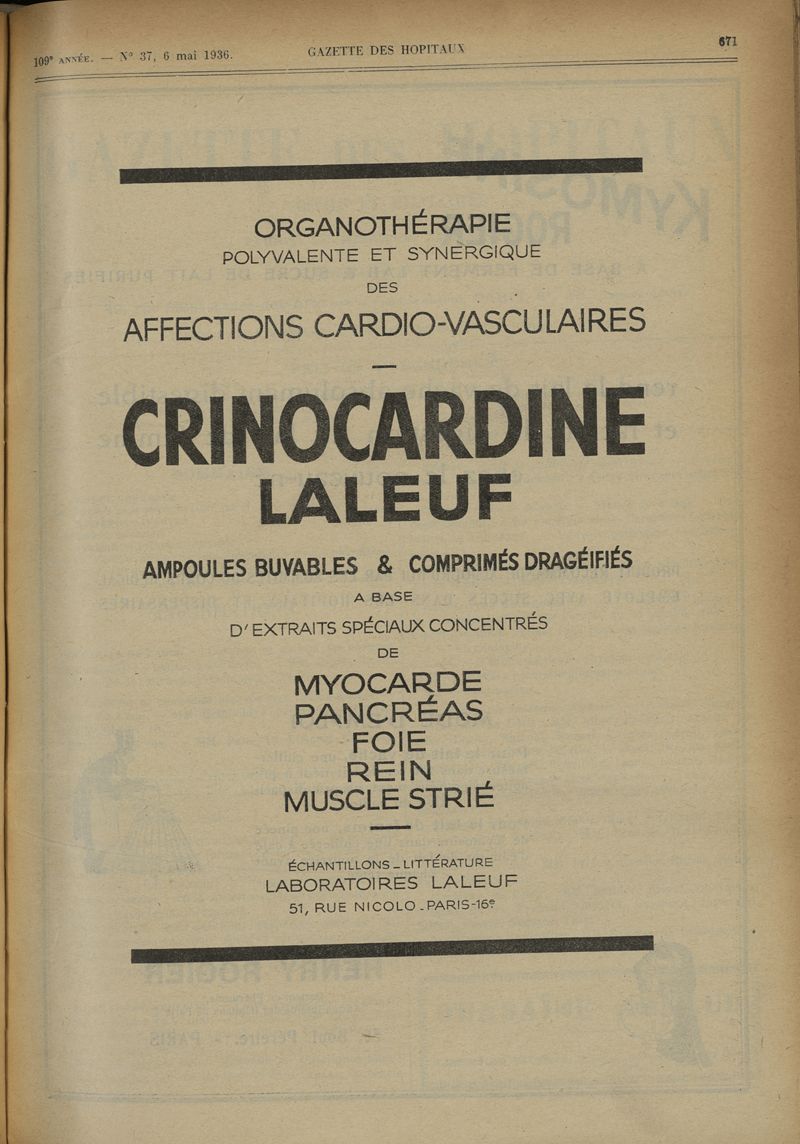 109e ANNÉE. — No 37, 6 mai 1936.
GAZETTE DES HOPITAUX
671
ORGANOTHÉRAPIE
POLYVALENTE ET SYNERGIQUE
DES
AFFECTIONS CARDIO-VASCULAIRES
CRINOCARDINE
LALEUF
AMPOULES BUVABLES & COMPRIMÉS DRAGÉIFIÉS
A BASE
D'EXTRAITS SPÉCIAUX CONCENTRÉS
DE
MYOCARDE
PANCRÉAS
FOIE
REIN
MUSCLE STRIÉ
ÉCHANTILLONS - LITTÉRATURE
LABORATOIRES LALEUF
51, RUE NICOLO - PARIS-16e